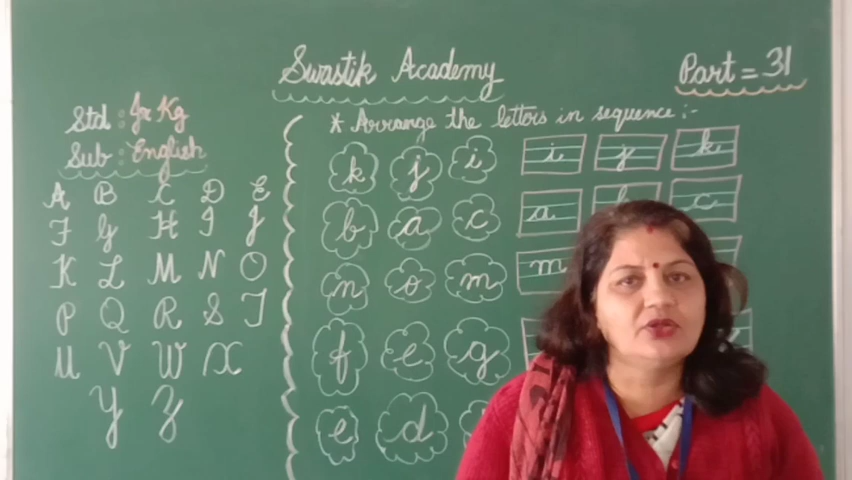 Swastik Academy
Part = 31
Std : Jr Kg
Sub : English
A B C D E
F G H I J
K L M N O
P Q R S T
U V W X
Y Z
* Arrange the letters in sequence :-
k j i i j k
b a c a b c
n o m m
f e g
e d